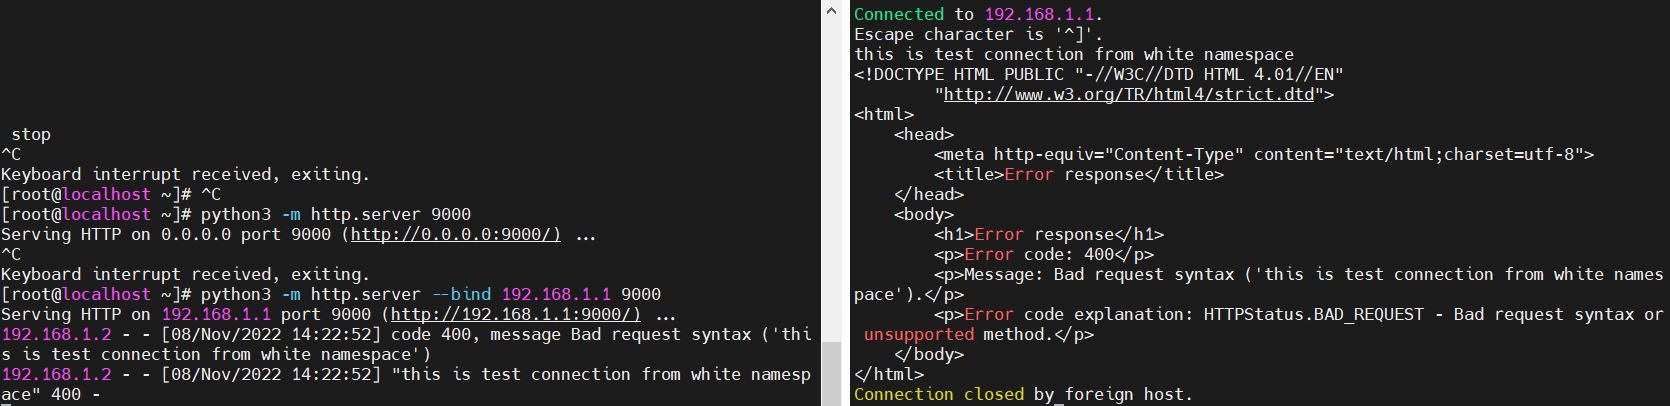 stop
^C
Keyboard interrupt received, exiting.
[root@localhost ~]# ^C
[root@localhost ~]# python3 -m http.server 9000
Serving HTTP on 0.0.0.0 port 9000 (http://0.0.0.0:9000/) ...
^C
Keyboard interrupt received, exiting.
[root@localhost ~]# python3 -m http.server --bind 192.168.1.1 9000
Serving HTTP on 192.168.1.1 port 9000 (http://192.168.1.1:9000/) ...
192.168.1.2 - - [08/Nov/2022 14:22:52] code 400, message Bad request syntax ('thi
s is test connection from white namespace')
192.168.1.2 - - [08/Nov/2022 14:22:52] "this is test connection from white namesp
ace" 400 -
Connected to 192.168.1.1.
Escape character is '^]'.
this is test connection from white namespace
<!DOCTYPE HTML PUBLIC "-//W3C//DTD HTML 4.01//EN"
        "http://www.w3.org/TR/html4/strict.dtd">
<html>
    <head>
        <meta http-equiv="Content-Type" content="text/html;charset=utf-8">
        <title>Error response</title>
    </head>
    <body>
        <h1>Error response</h1>
        <p>Error code: 400</p>
        <p>Message: Bad request syntax ('this is test connection from white names
pace').</p>
        <p>Error code explanation: HTTPStatus.BAD_REQUEST - Bad request syntax or
 unsupported method.</p>
    </body>
</html>
Connection closed by foreign host.